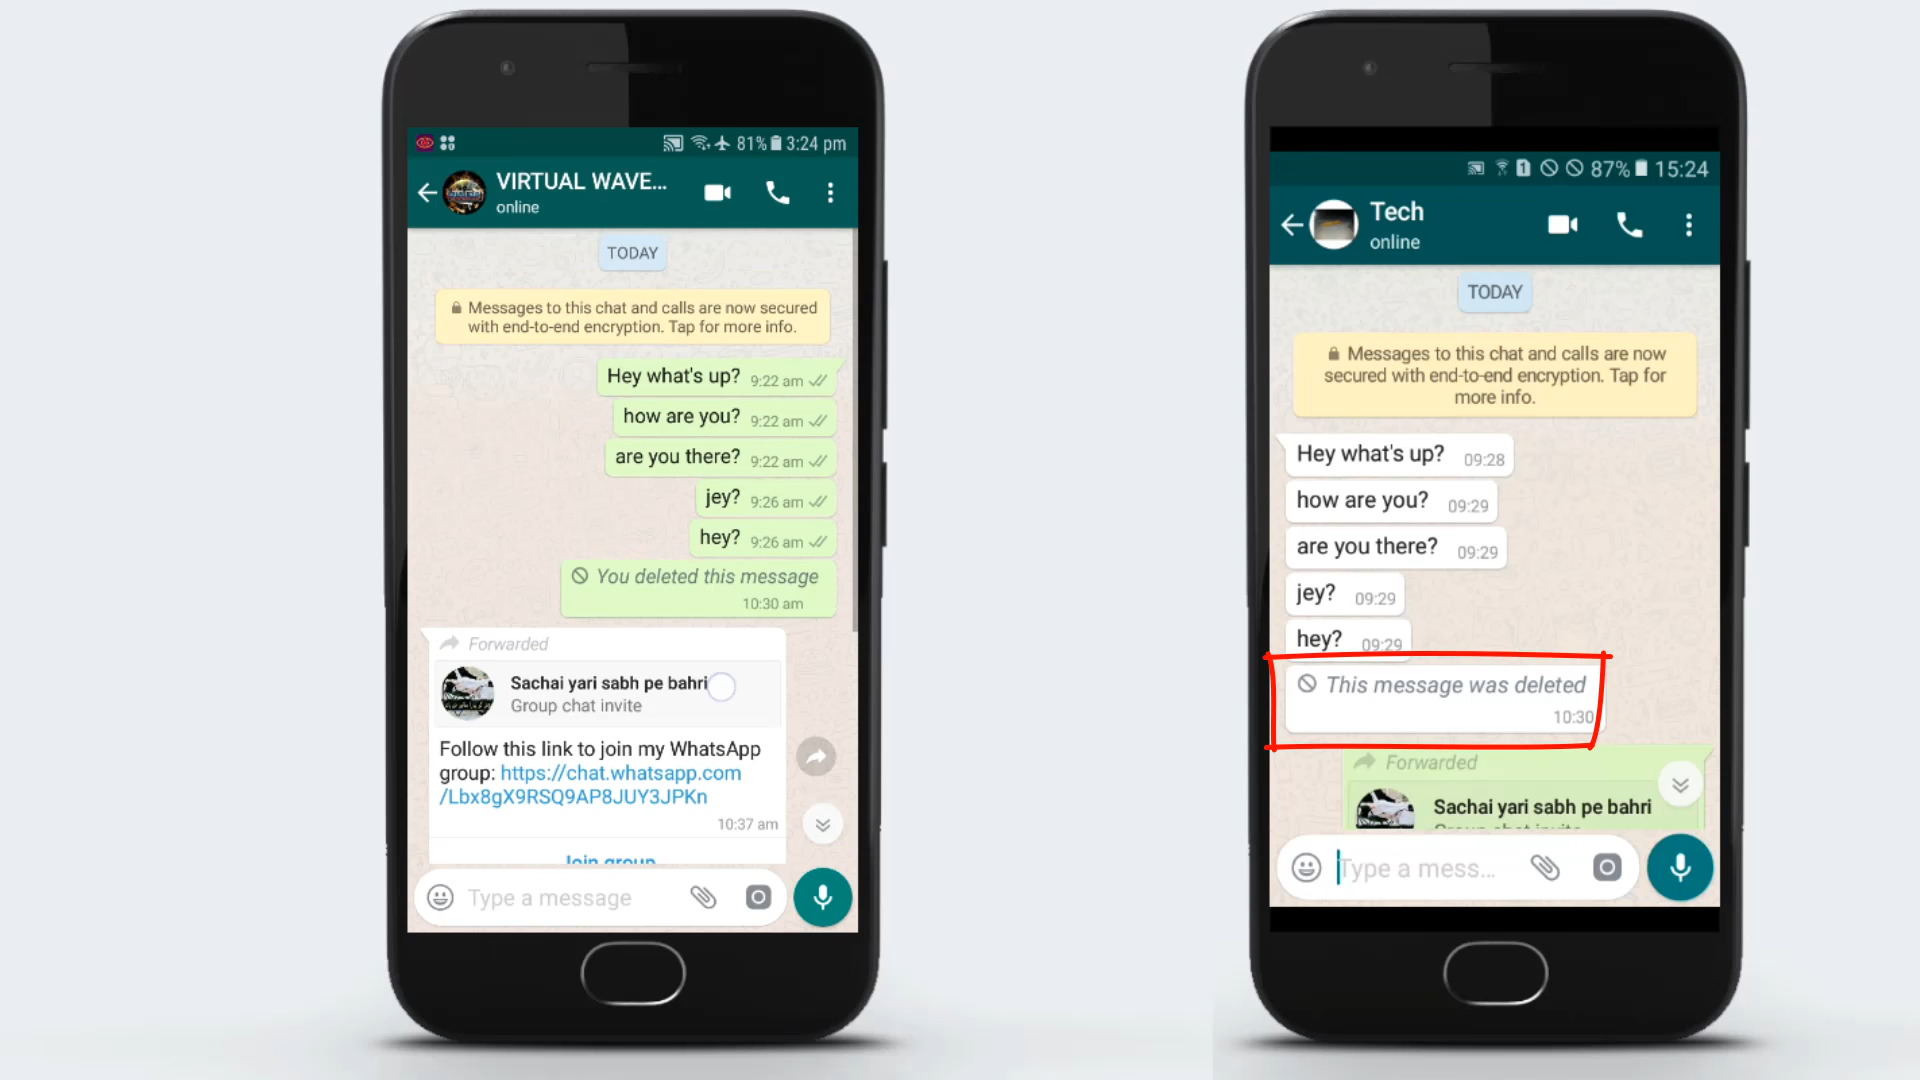 81% 3:24 pm
VIRTUAL WAVE...
online
TODAY
Messages to this chat and calls are now secured
with end-to-end encryption. Tap for more info.
Hey what's up? 9:22 am
how are you? 9:22 am
are you there? 9:22 am
jey? 9:26 am
hey? 9:26 am
You deleted this message
10:30 am
Forwarded
Sachai yari sabh pe bahri
Group chat invite
Follow this link to join my WhatsApp
group: https://chat.whatsapp.com
/Lbx8gX9RSQ9AP8JUY3JPKn
10:37 am
Join group
Type a message
1 87% 15:24
Tech
online
TODAY
Messages to this chat and calls are now
secured with end-to-end encryption. Tap for
more info.
Hey what's up? 09:28
how are you? 09:29
are you there? 09:29
jey? 09:29
hey? 09:29
This message was deleted
10:30
Forwarded
Sachai yari sabh pe bahri
Group chat invite
Type a mess...